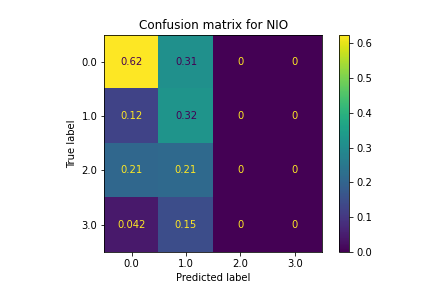 Confusion matrix for NIO
0.0 0.62 0.31 0 0
1.0 0.12 0.32 0 0
2.0 0.21 0.21 0 0
3.0 0.042 0.15 0 0
0.0 1.0 2.0 3.0
Predicted label
True label
0.6
0.5
0.4
0.3
0.2
0.1
0.0